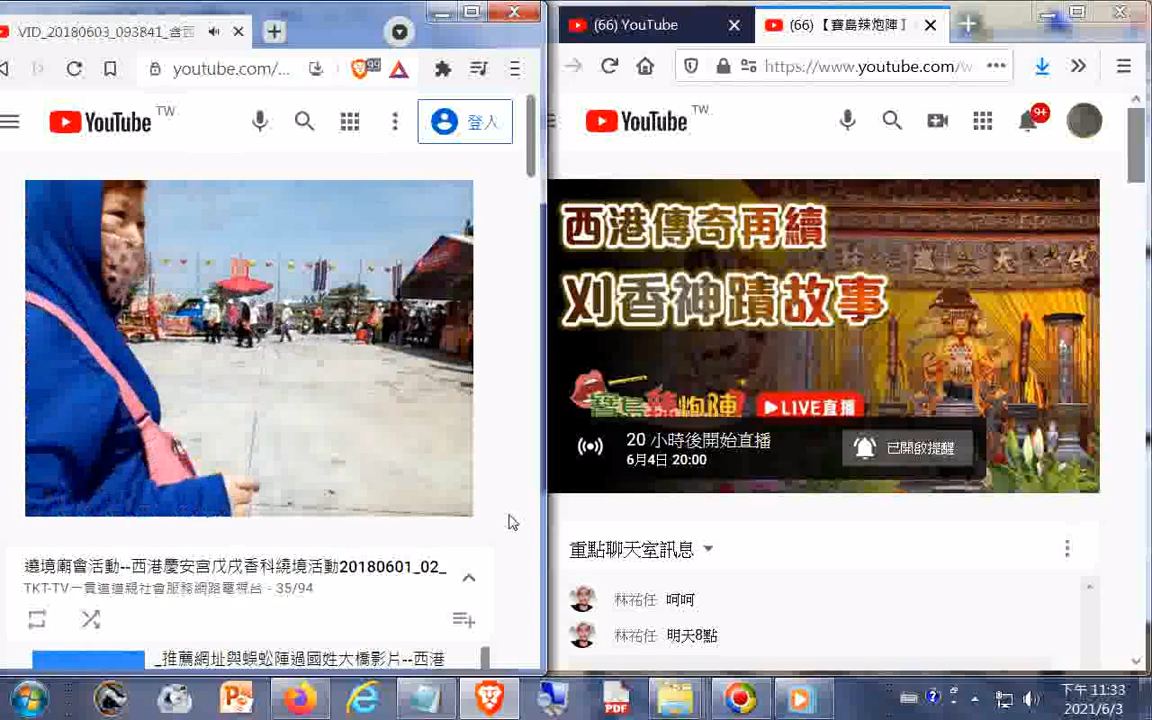 VID_20180603_093841_含西
youtube.com/...
99
YouTube
TW
登入
遶境廟會活動--西港慶安宮戊戌香科繞境活動20180601_02_
TKT-TV一貫道道親社會服務網路電視台 - 35/94
_推薦網址與蜈蚣陣過國姓大橋影片--西港
(66) YouTube
(66) 【寶島辣炮陣】
https://www.youtube.com/w
YouTube
TW
9+
西港傳奇再續
刈香神蹟故事
寶島辣炮陣
LIVE直播
20 小時後開始直播
6月4日 20:00
已開啟提醒
重點聊天室訊息
林祐任 呵呵
林祐任 明天8點
PDF
下午 11:33
2021/6/3